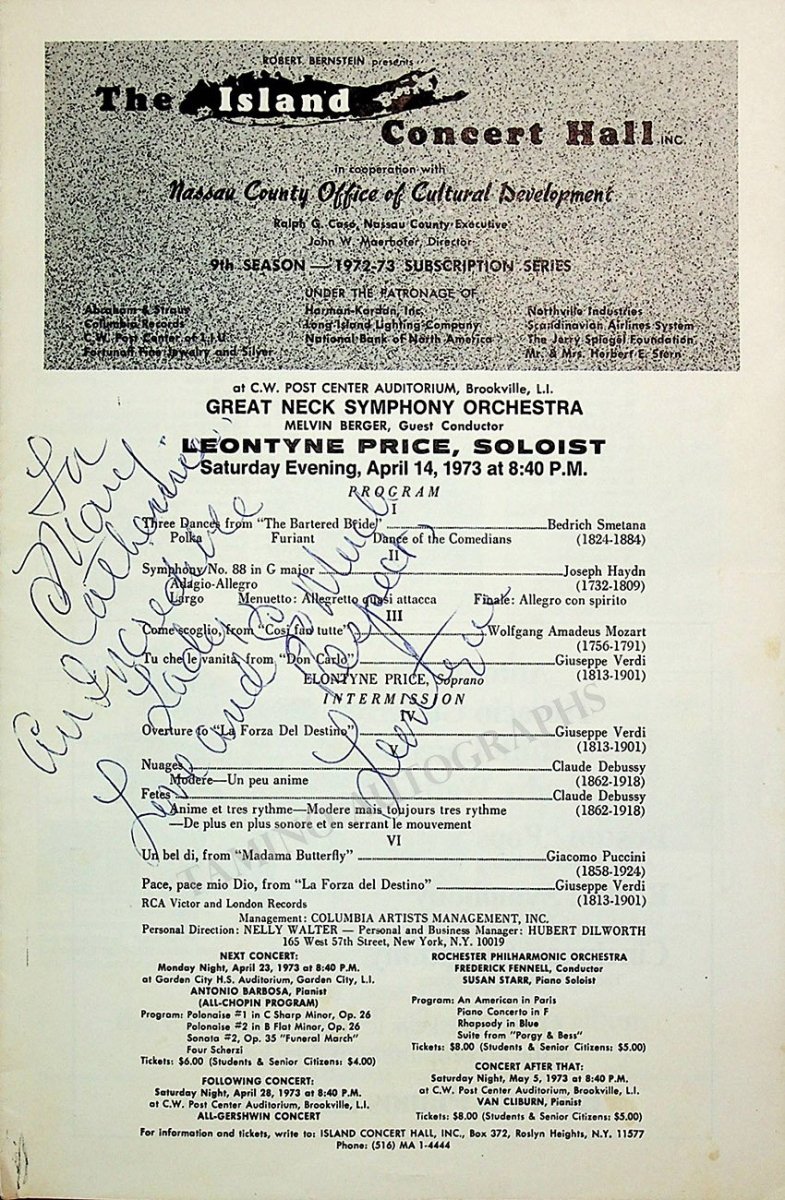 ROBERT BERNSTEIN presents
The Island
Concert Hall INC.
in cooperation with
Nassau County Office of Cultural Development
Ralph G. Caso, Nassau County Executive
John W. Maerhofer, Director
9th SEASON — 1972-73 SUBSCRIPTION SERIES
UNDER THE PATRONAGE OF
Abraham & Straus
Columbia Records
C.W. Post Center of L.I.U.
Fortunoff Fine Jewelry and Silver
Harman-Kardon, Inc.
Long Island Lighting Company
National Bank of North America
Northville Industries
Scandinavian Airlines System
The Jerry Spiegel Foundation
Mr. & Mrs. Herbert E. Stern
at C.W. POST CENTER AUDITORIUM, Brookville, L.I.
GREAT NECK SYMPHONY ORCHESTRA
MELVIN BERGER, Guest Conductor
LEONTYNE PRICE, SOLOIST
Saturday Evening, April 14, 1973 at 8:40 P.M.
PROGRAM
I
Three Dances from "The Bartered Bride" Bedrich Smetana
Polka Furiant Dance of the Comedians (1824-1884)
II
Symphony No. 88 in G major Joseph Haydn
Adagio-Allegro (1732-1809)
Largo Menuetto: Allegretto quasi attacca Finale: Allegro con spirito
III
Come scoglio, from "Cosi fan tutte" Wolfgang Amadeus Mozart
(1756-1791)
Tu che le vanità, from "Don Carlo" Giuseppe Verdi
ELONTYNE PRICE, Soprano (1813-1901)
INTERMISSION
IV
Overture to "La Forza Del Destino" Giuseppe Verdi
(1813-1901)
V
Nuages Claude Debussy
Modere—Un peu anime (1862-1918)
Fetes Claude Debussy
Anime et tres rythme—Modere mais toujours tres rythme (1862-1918)
—De plus en plus sonore et en serrant le mouvement
VI
Un bel di, from "Madama Butterfly" Giacomo Puccini
(1858-1924)
Pace, pace mio Dio, from "La Forza del Destino" Giuseppe Verdi
RCA Victor and London Records (1813-1901)
Management: COLUMBIA ARTISTS MANAGEMENT, INC.
Personal Direction: NELLY WALTER — Personal and Business Manager: HUBERT DILWORTH
165 West 57th Street, New York, N.Y. 10019
NEXT CONCERT:
Monday Night, April 23, 1973 at 8:40 P.M.
at Garden City H.S. Auditorium, Garden City, L.I.
ANTONIO BARBOSA, Pianist
(ALL-CHOPIN PROGRAM)
Program: Polonaise #1 in C Sharp Minor, Op. 26
Polonaise #2 in B Flat Minor, Op. 26
Sonata #2, Op. 35 "Funeral March"
Four Scherzi
Tickets: $6.00 (Students & Senior Citizens: $4.00)
FOLLOWING CONCERT:
Saturday Night, April 28, 1973 at 8:40 P.M.
at C.W. Post Center Auditorium, Brookville, L.I.
ALL-GERSHWIN CONCERT
ROCHESTER PHILHARMONIC ORCHESTRA
FREDERICK FENNELL, Conductor
SUSAN STARR, Piano Soloist
Program: An American in Paris
Piano Concerto in F
Rhapsody in Blue
Suite from "Porgy & Bess"
Tickets: $8.00 (Students & Senior Citizens: $5.00)
CONCERT AFTER THAT:
Saturday Night, May 5, 1973 at 8:40 P.M.
at C.W. Post Center Auditorium, Brookville, L.I.
VAN CLIBURN, Pianist
Tickets: $8.00 (Students & Senior Citizens: $5.00)
For information and tickets, write to: ISLAND CONCERT HALL, INC., Box 372, Roslyn Heights, N.Y. 11577
Phone: (516) MA 1-4444
To
Mary
Catherine
an Incredible
Lady
Love and So Much
Respect
Leontyne
TAMINO AUTOGRAPHS